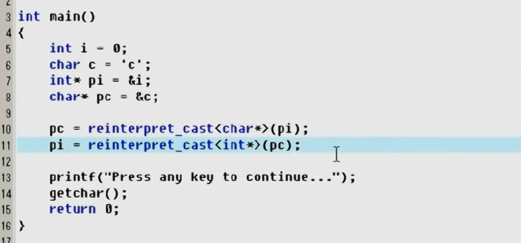 2
3 int main()
4 {
5 int i = 0;
6 char c = 'c';
7 int* pi = &i;
8 char* pc = &c;
9
10 pc = reinterpret_cast<char*>(pi);
11 pi = reinterpret_cast<int*>(pc);
12
13 printf("Press any key to continue...");
14 getchar();
15 return 0;
16 }
17